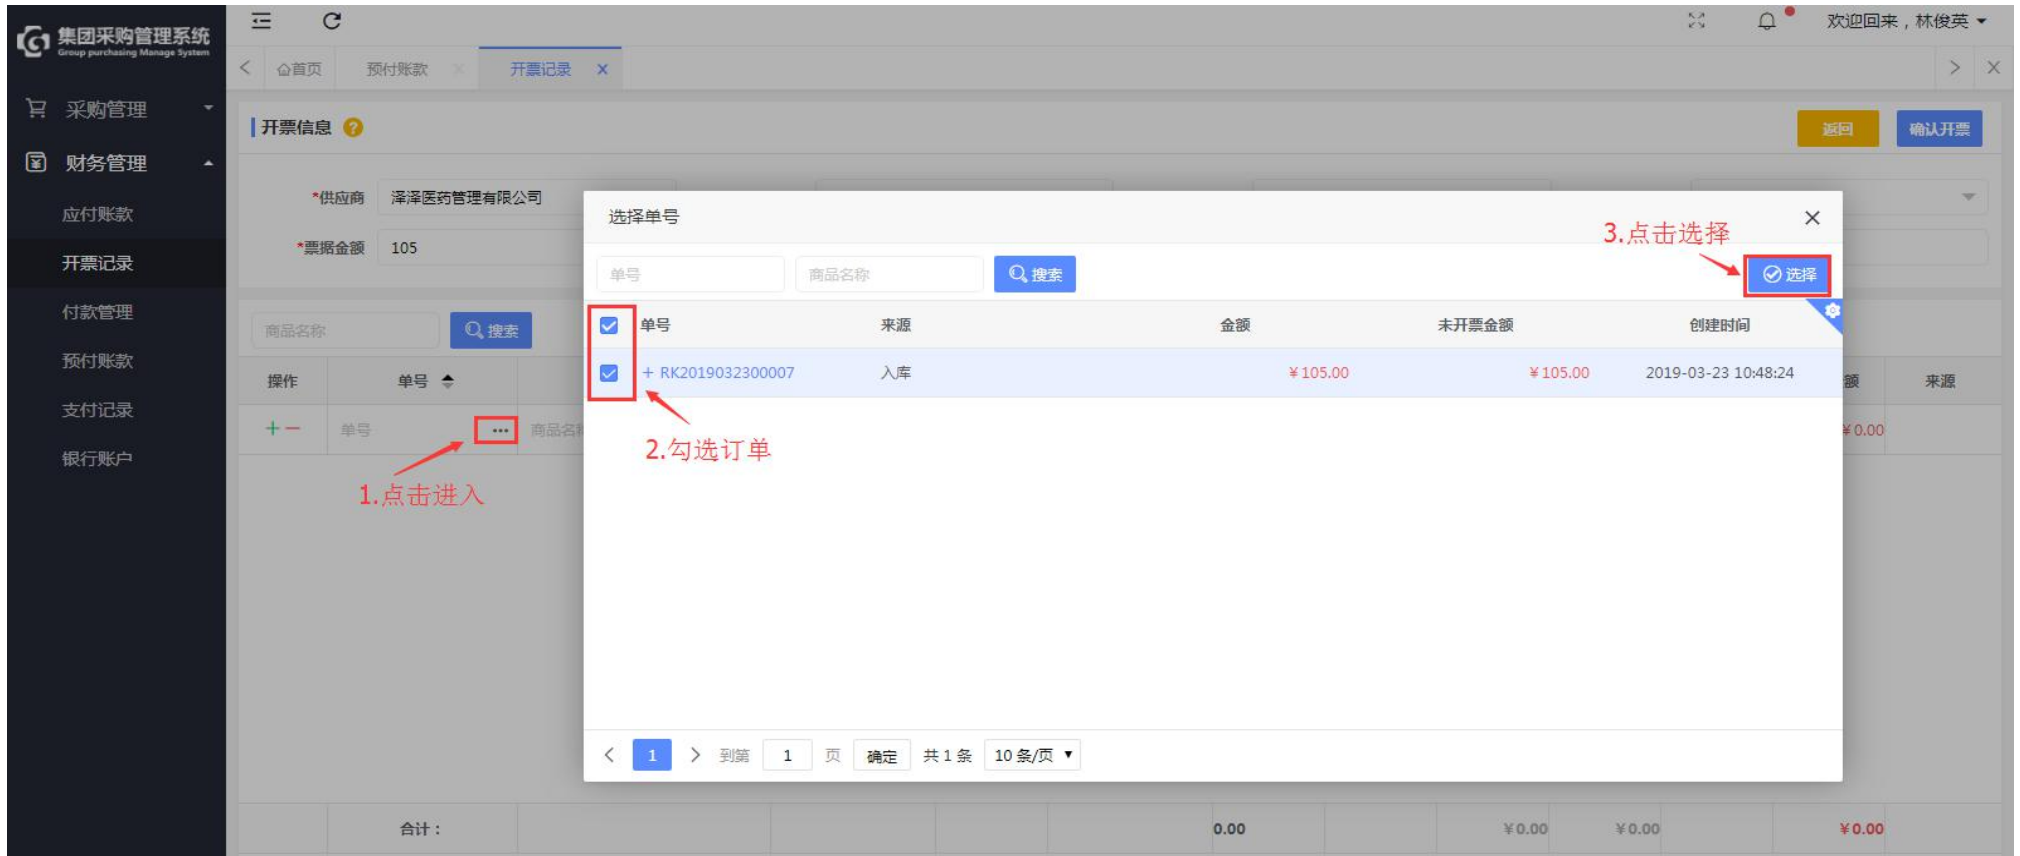 集团采购管理系统
Group purchasing Manage System
欢迎回来，林俊英
首页 预付账款 开票记录
采购管理
财务管理
应付账款
开票记录
付款管理
预付账款
支付记录
银行账户
开票信息 ?
返回 确认开票
*供应商 泽泽医药管理有限公司
*票据金额 105
商品名称 搜索
操作 单号 额 来源
+ − 单号 ••• 商品名称 ¥0.00
1.点击进入
选择单号
3.点击选择
单号 商品名称 搜索 选择
单号 来源 金额 未开票金额 创建时间
+ RK2019032300007 入库 ¥105.00 ¥105.00 2019-03-23 10:48:24
2.勾选订单
1 到第 1 页 确定 共 1 条 10 条/页
合计： 0.00 ¥0.00 ¥0.00 ¥0.00